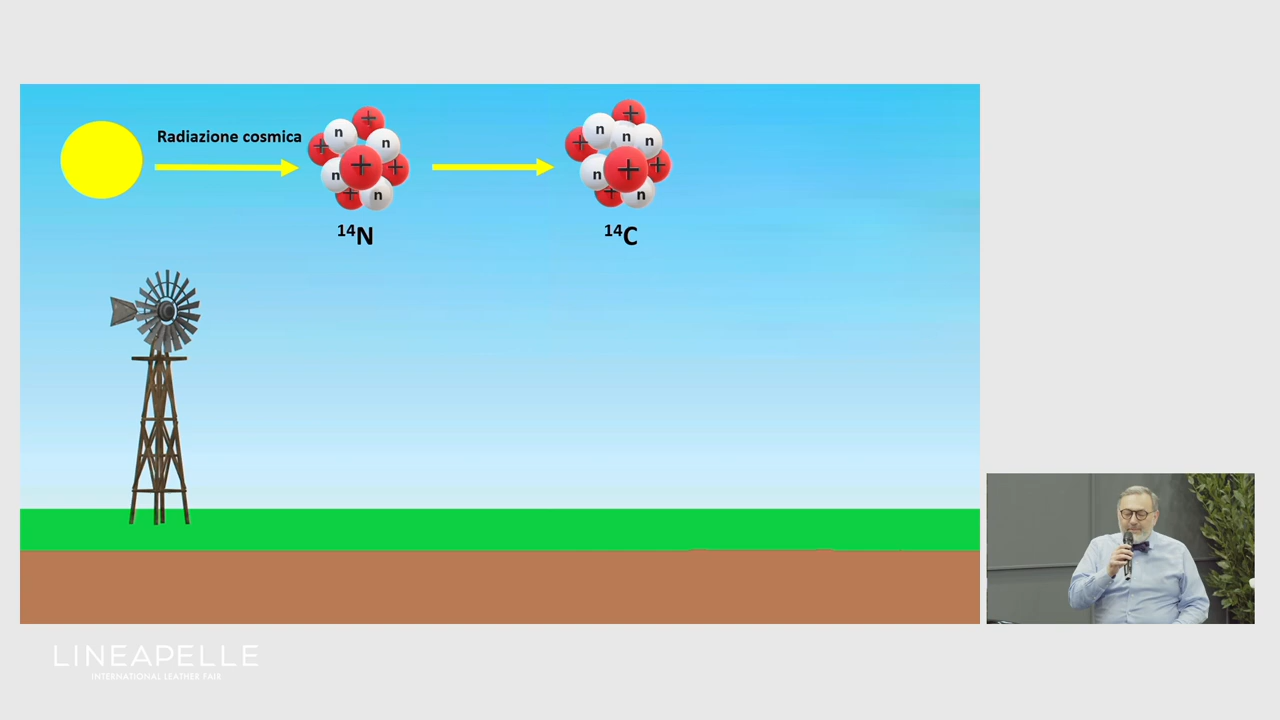 Radiazione cosmica
+
n
n
+
+
+
n
+
n
¹⁴N
+
n
n
n
+
+
n
+
+
n
¹⁴C
LINEAPELLE
INTERNATIONAL LEATHER FAIR